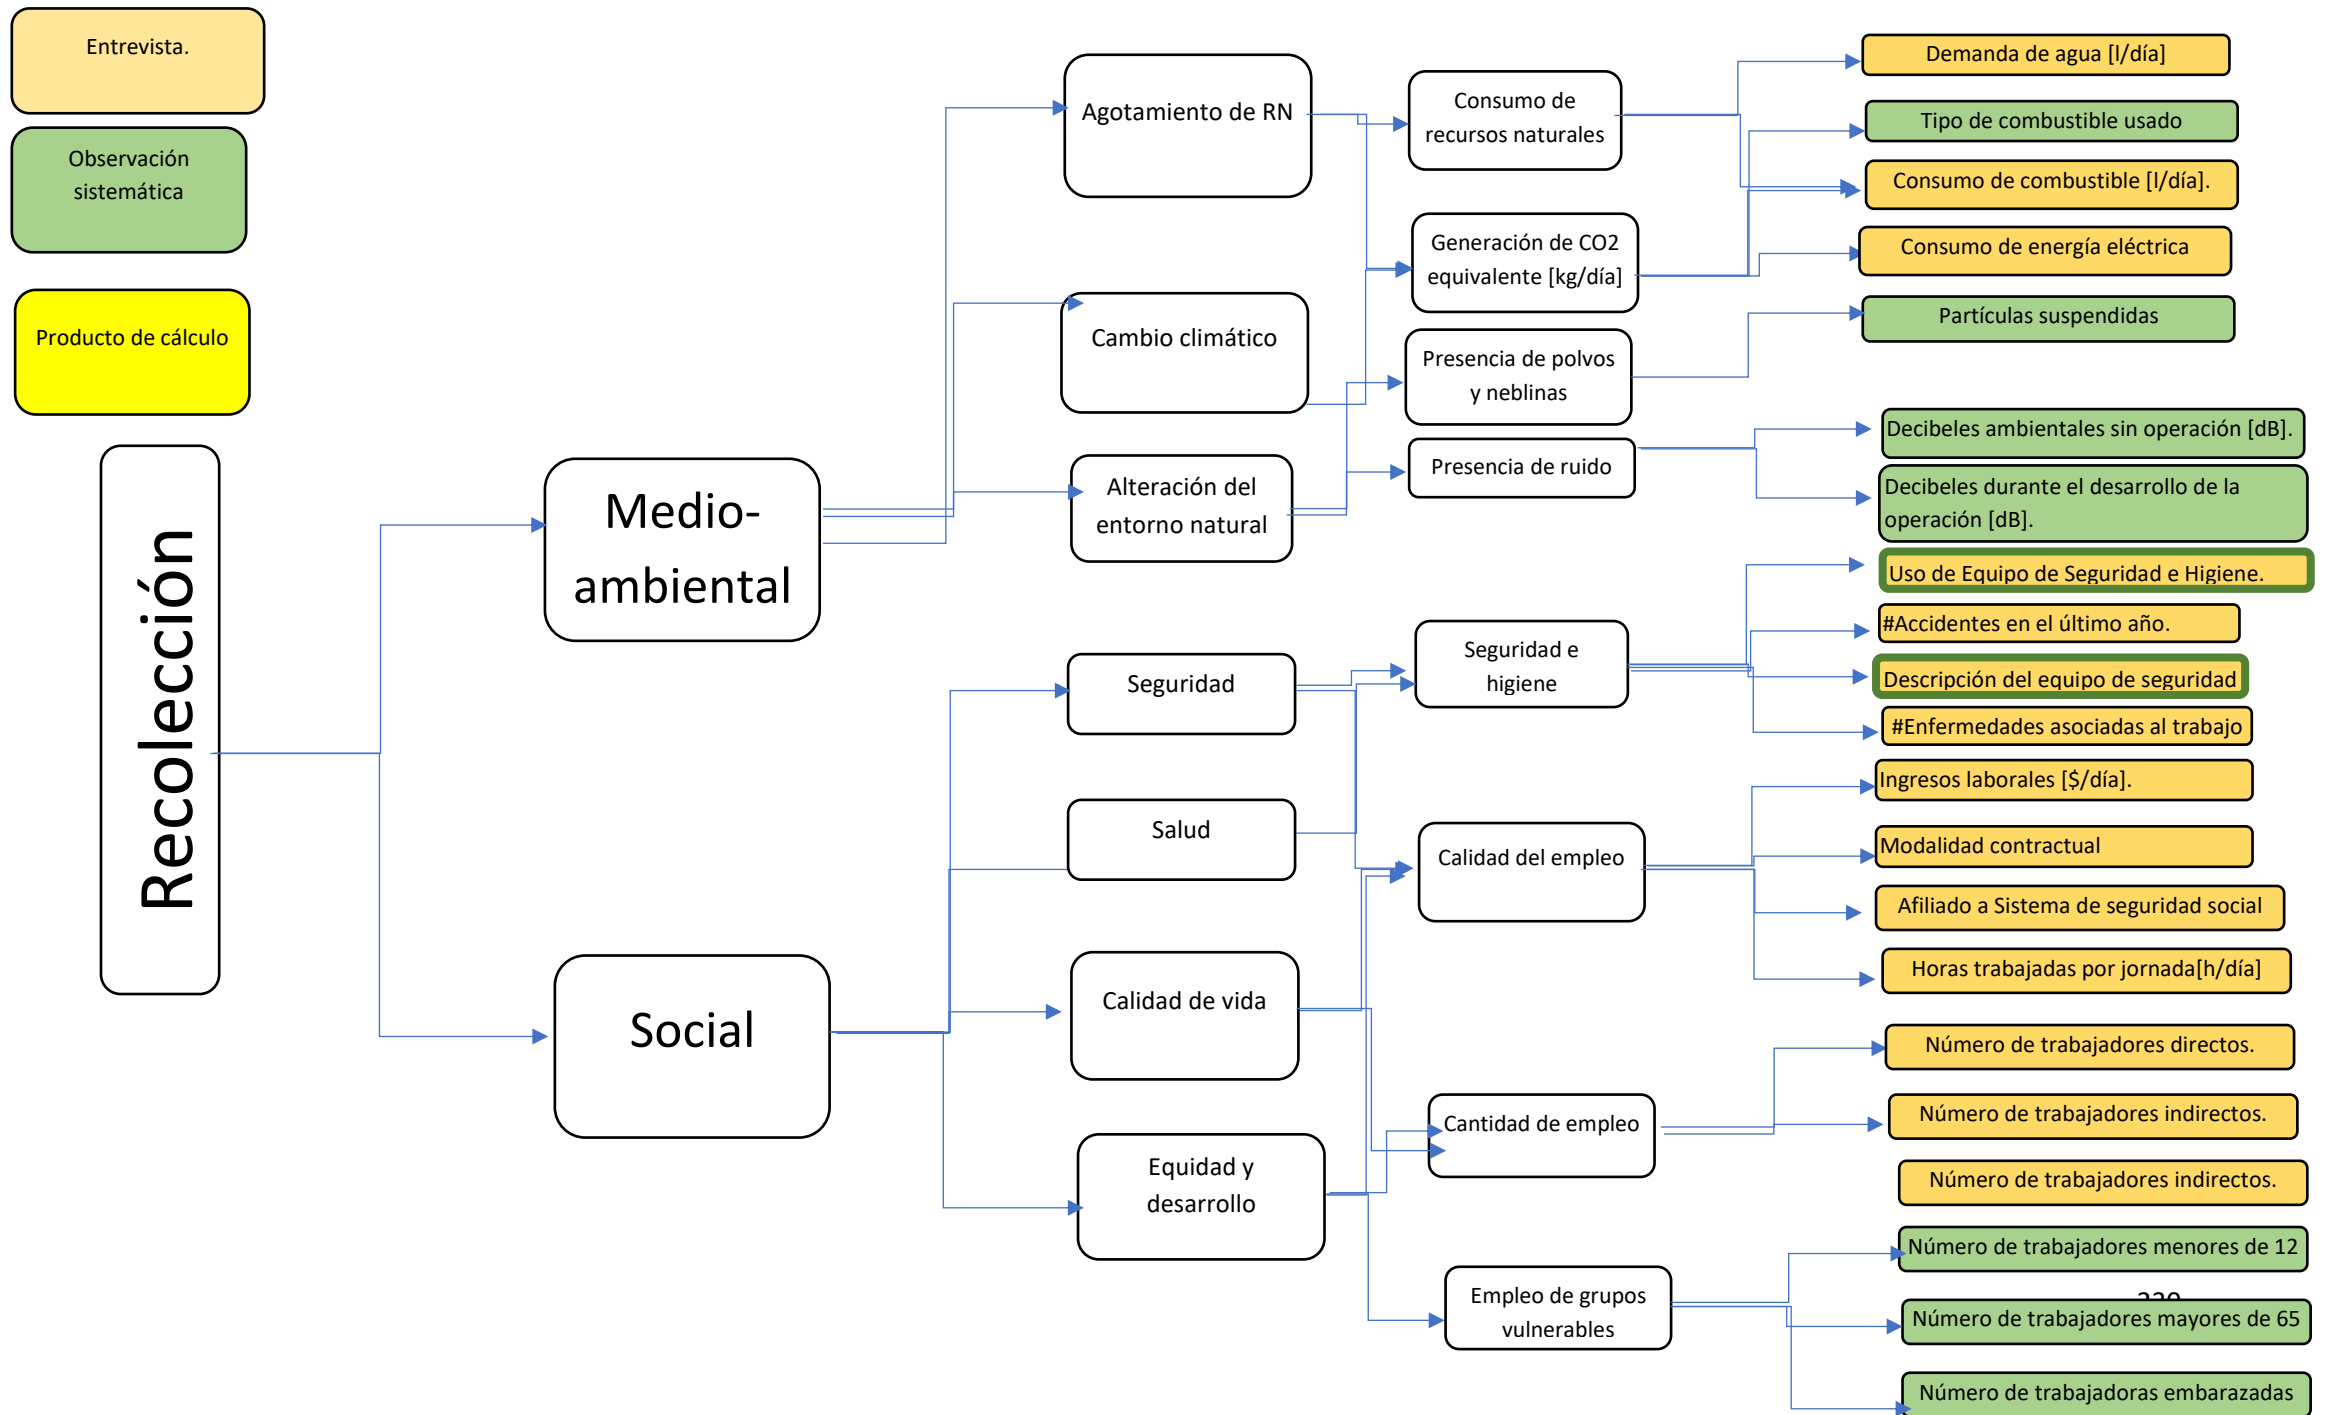 Entrevista.
Observación
sistemática
Producto de cálculo
Recolección
Medio-
ambiental
Social
Agotamiento de RN
Cambio climático
Alteración del
entorno natural
Seguridad
Salud
Calidad de vida
Equidad y
desarrollo
Consumo de
recursos naturales
Generación de CO2
equivalente [kg/día]
Presencia de polvos
y neblinas
Presencia de ruido
Seguridad e
higiene
Calidad del empleo
Cantidad de empleo
Empleo de grupos
vulnerables
Demanda de agua [l/día]
Tipo de combustible usado
Consumo de combustible [l/día].
Consumo de energía eléctrica
Partículas suspendidas
Decibeles ambientales sin operación [dB].
Decibeles durante el desarrollo de la
operación [dB].
Uso de Equipo de Seguridad e Higiene.
#Accidentes en el último año.
Descripción del equipo de seguridad
#Enfermedades asociadas al trabajo
Ingresos laborales [$/día].
Modalidad contractual
Afiliado a Sistema de seguridad social
Horas trabajadas por jornada[h/día]
Número de trabajadores directos.
Número de trabajadores indirectos.
Número de trabajadores indirectos.
Número de trabajadores menores de 12
Número de trabajadores mayores de 65
Número de trabajadoras embarazadas